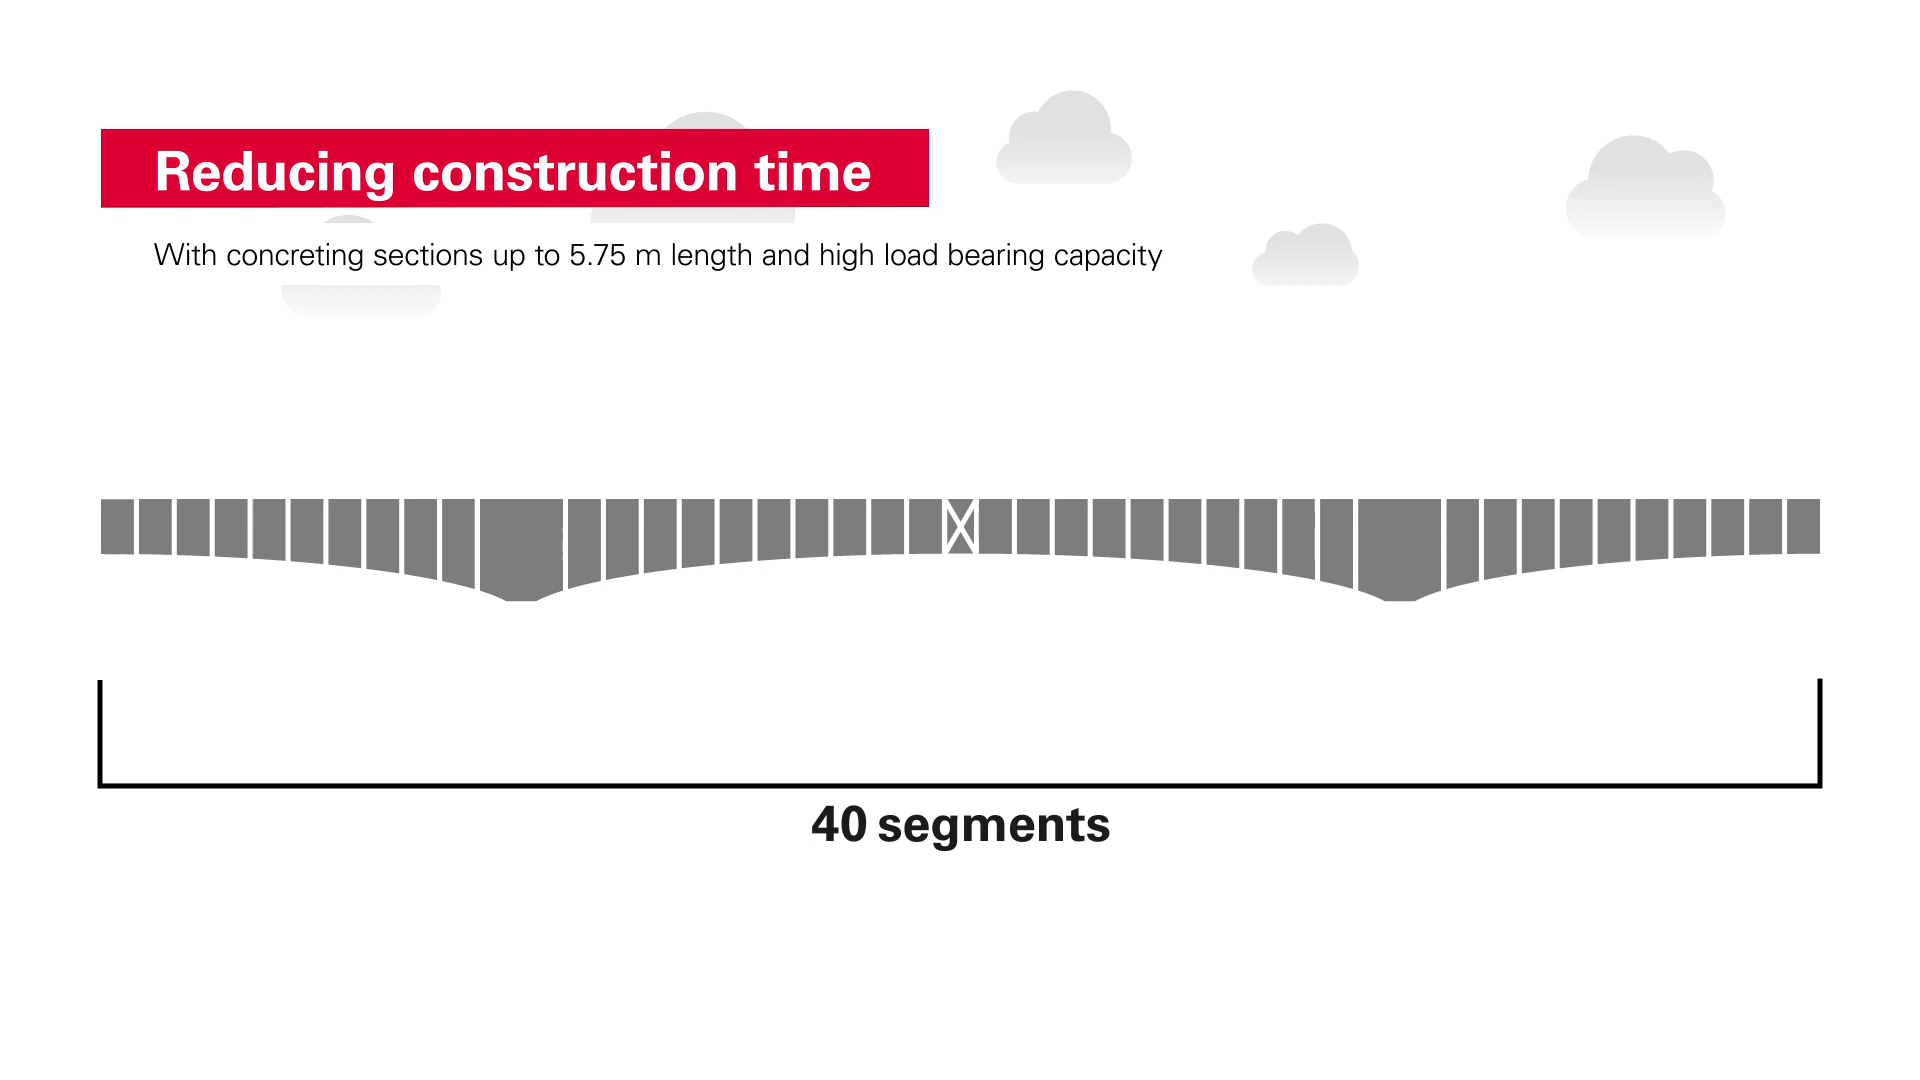 Reducing construction time
With concreting sections up to 5.75 m length and high load bearing capacity
40 segments